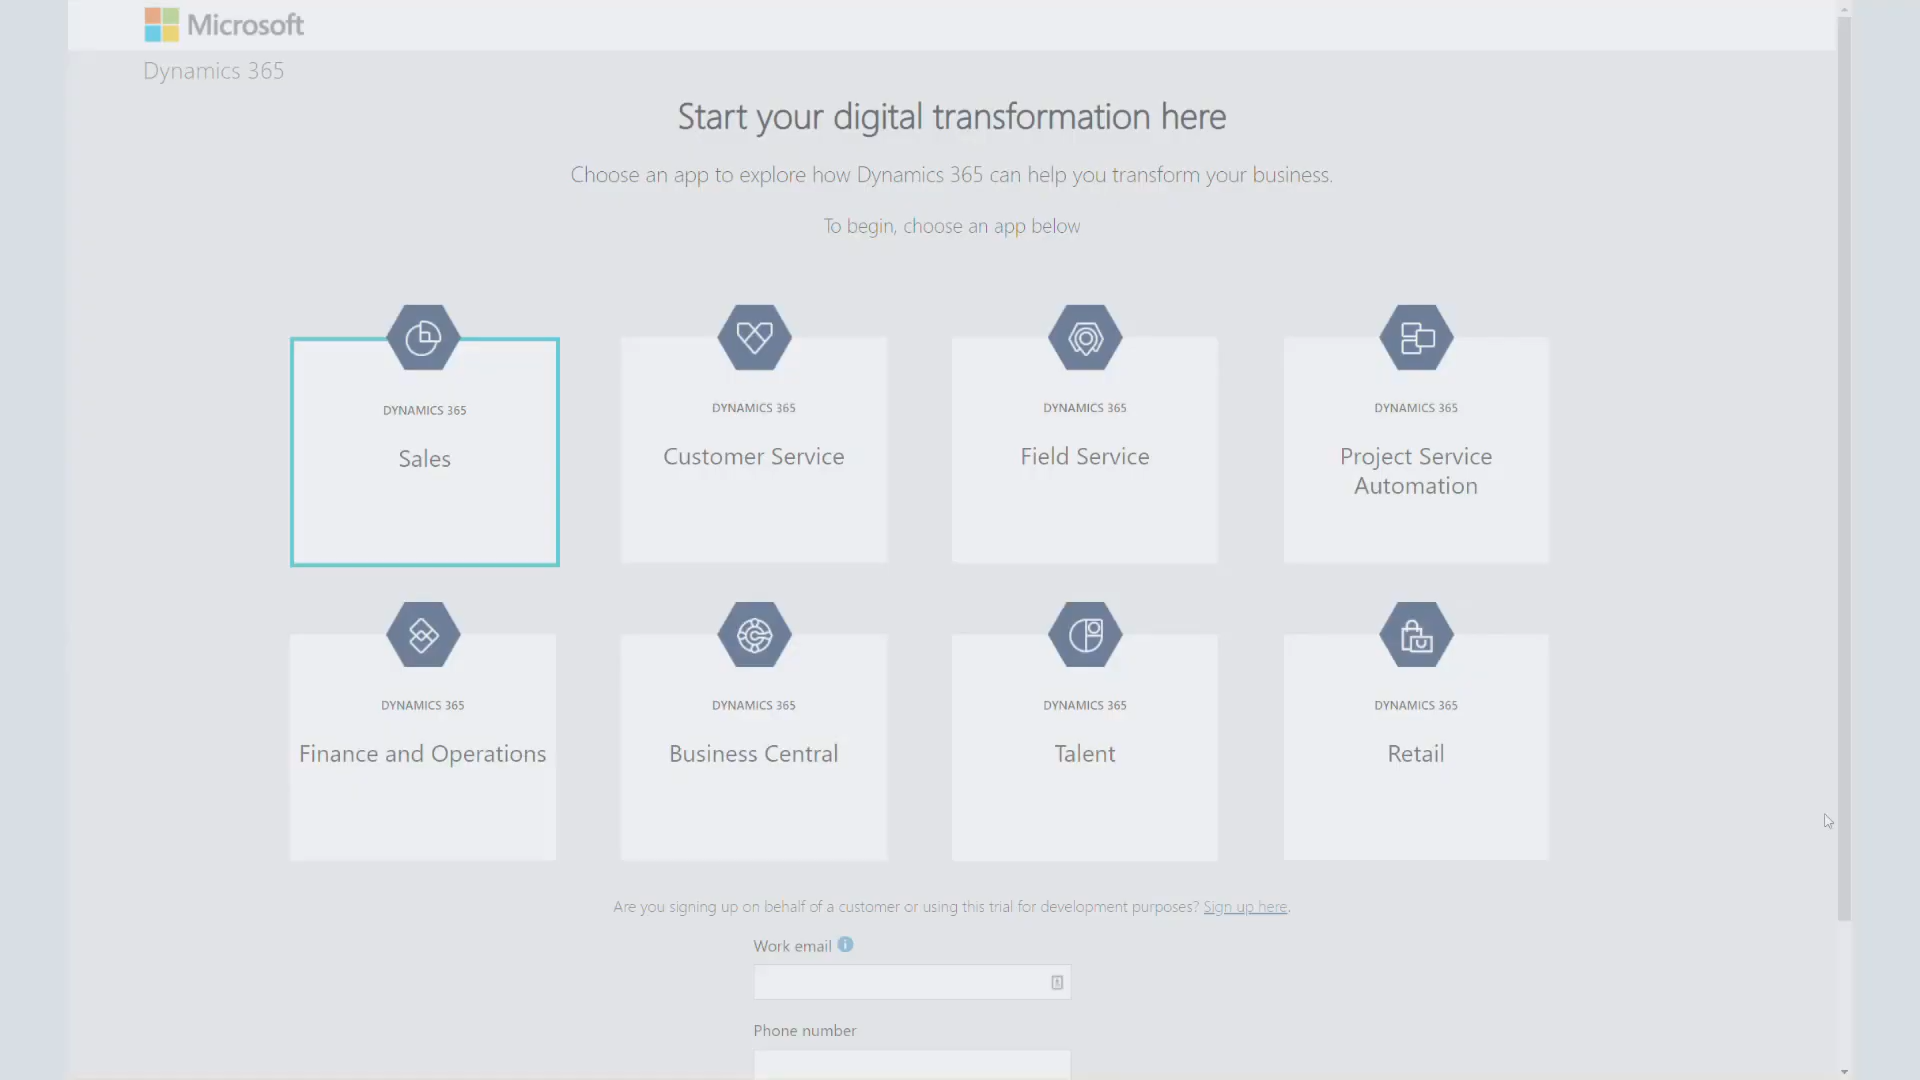 Microsoft
Dynamics 365
Start your digital transformation here
Choose an app to explore how Dynamics 365 can help you transform your business.
To begin, choose an app below
DYNAMICS 365
Sales
DYNAMICS 365
Customer Service
DYNAMICS 365
Field Service
DYNAMICS 365
Project Service
Automation
DYNAMICS 365
Finance and Operations
DYNAMICS 365
Business Central
DYNAMICS 365
Talent
DYNAMICS 365
Retail
Are you signing up on behalf of a customer or using this trial for development purposes? Sign up here.
Work email
Phone number